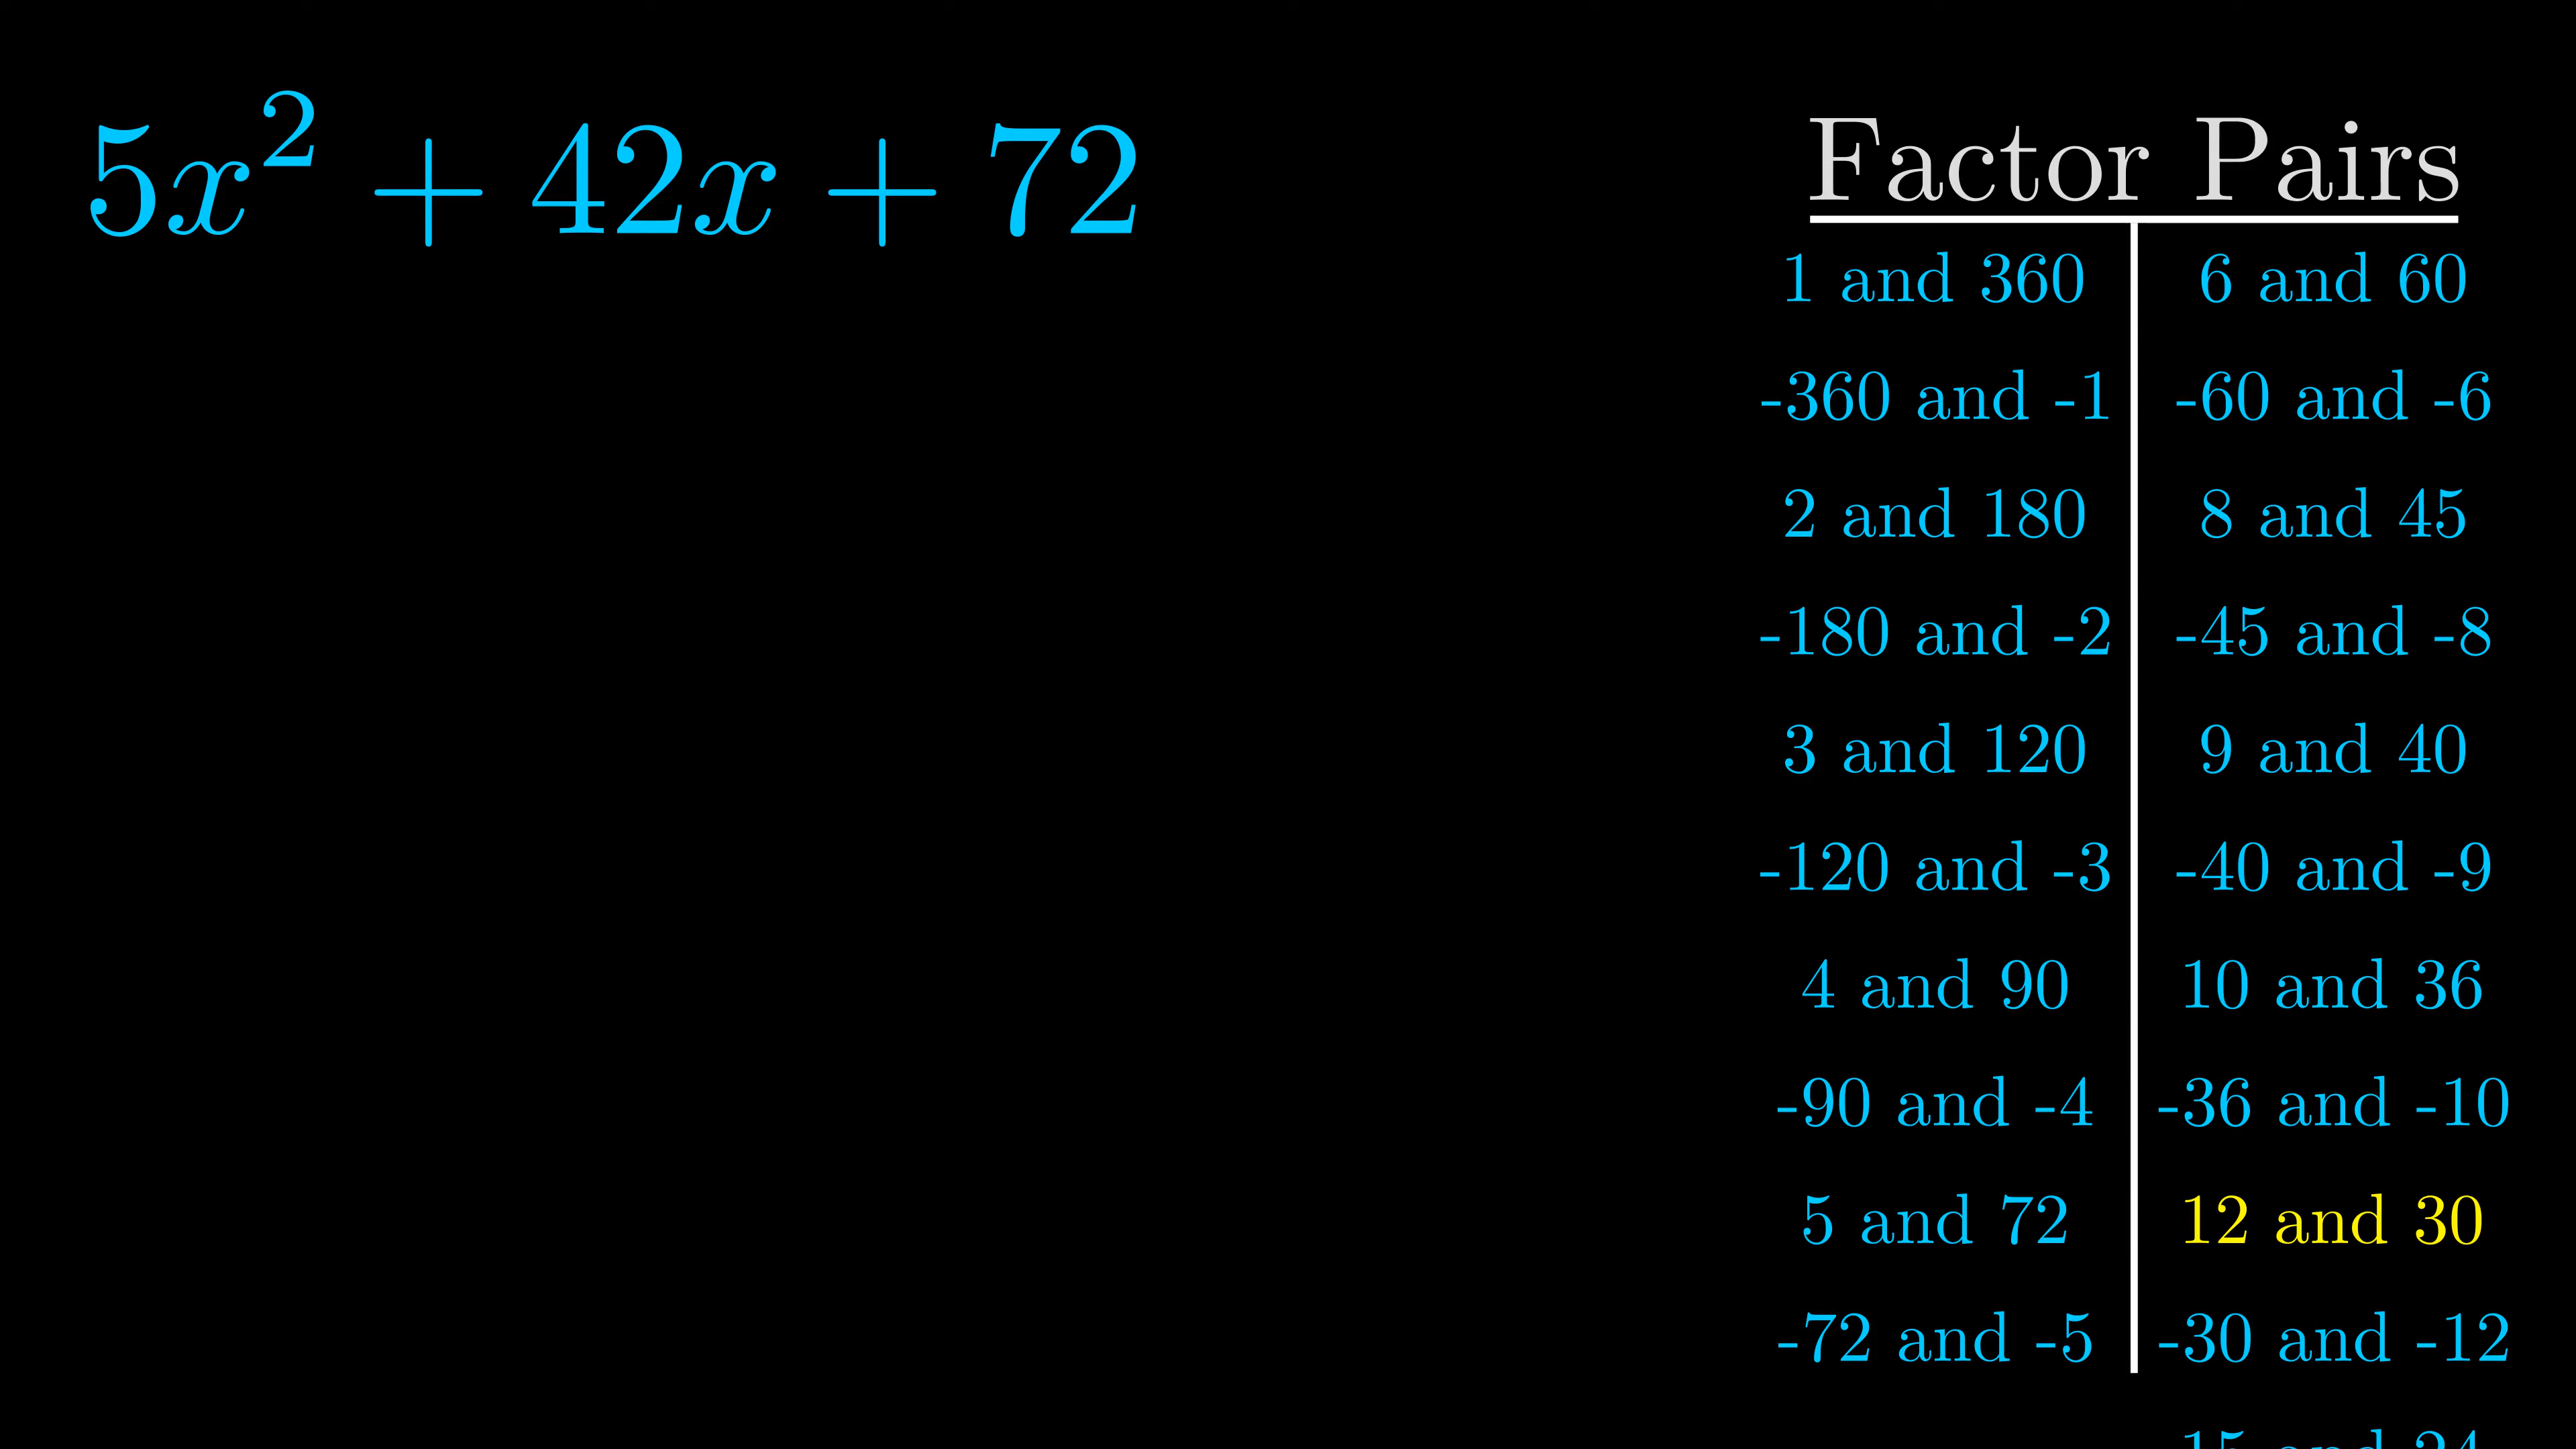 5x² + 42x + 72
Factor Pairs
1 and 360
-360 and -1
2 and 180
-180 and -2
3 and 120
-120 and -3
4 and 90
-90 and -4
5 and 72
-72 and -5
6 and 60
-60 and -6
8 and 45
-45 and -8
9 and 40
-40 and -9
10 and 36
-36 and -10
12 and 30
-30 and -12
15 and 24